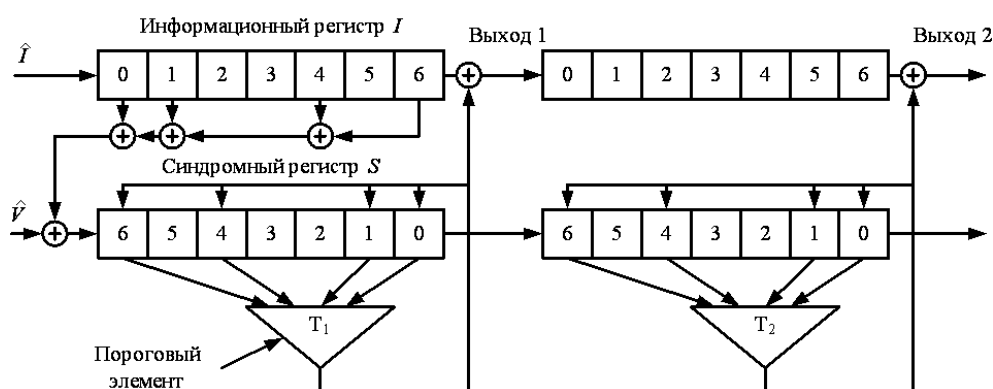 Информационный регистр I
Выход 1
Выход 2
Î
0 1 2 3 4 5 6
0 1 2 3 4 5 6
Синдромный регистр S
V̂
6 5 4 3 2 1 0
6 5 4 3 2 1 0
T₁
T₂
Пороговый
элемент